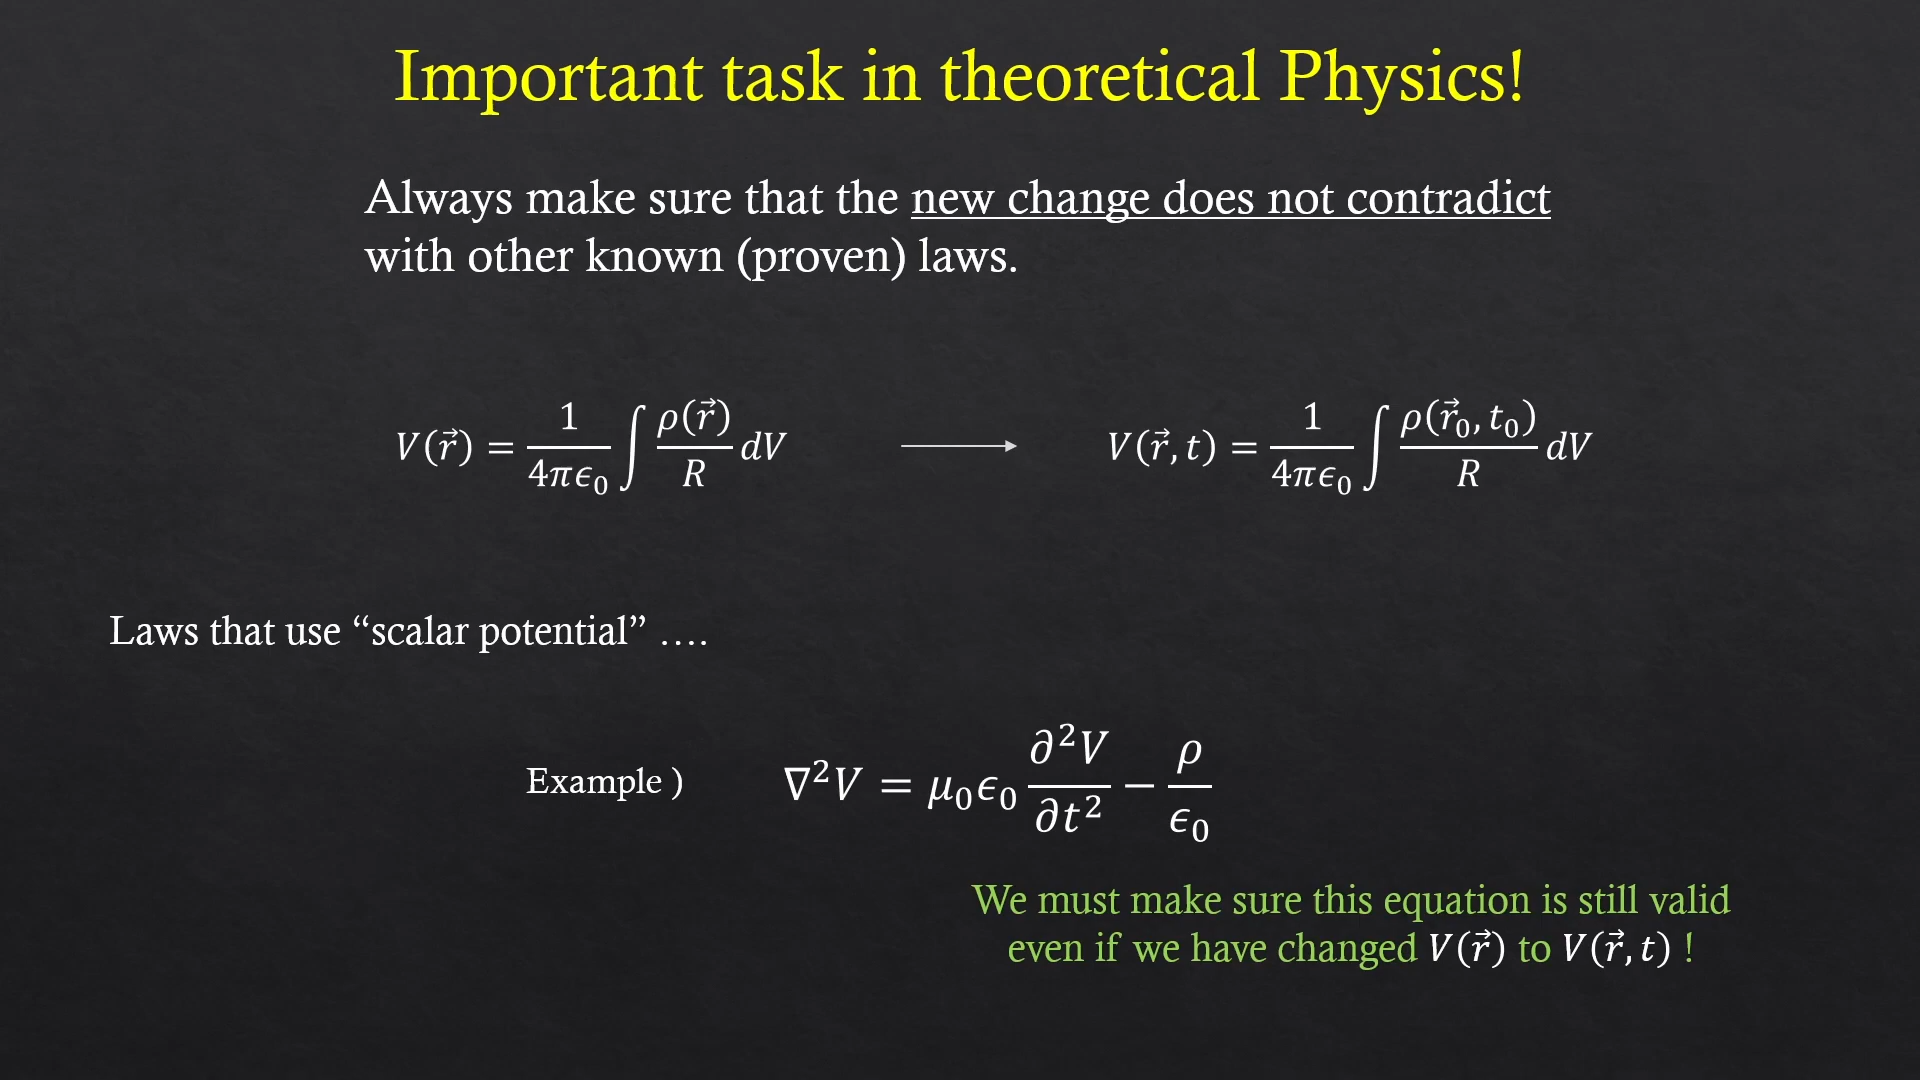 Important task in theoretical Physics!
Always make sure that the new change does not contradict
with other known (proven) laws.
$V(\vec{r}) = \frac{1}{4\pi\epsilon_0} \int \frac{\rho(\vec{r})}{R} dV$ ⟶ $V(\vec{r}, t) = \frac{1}{4\pi\epsilon_0} \int \frac{\rho(\vec{r}_0, t_0)}{R} dV$
Laws that use “scalar potential” ….
Example ) $\nabla^2 V = \mu_0 \epsilon_0 \frac{\partial^2 V}{\partial t^2} - \frac{\rho}{\epsilon_0}$
We must make sure this equation is still valid
even if we have changed $V(\vec{r})$ to $V(\vec{r}, t)$ !